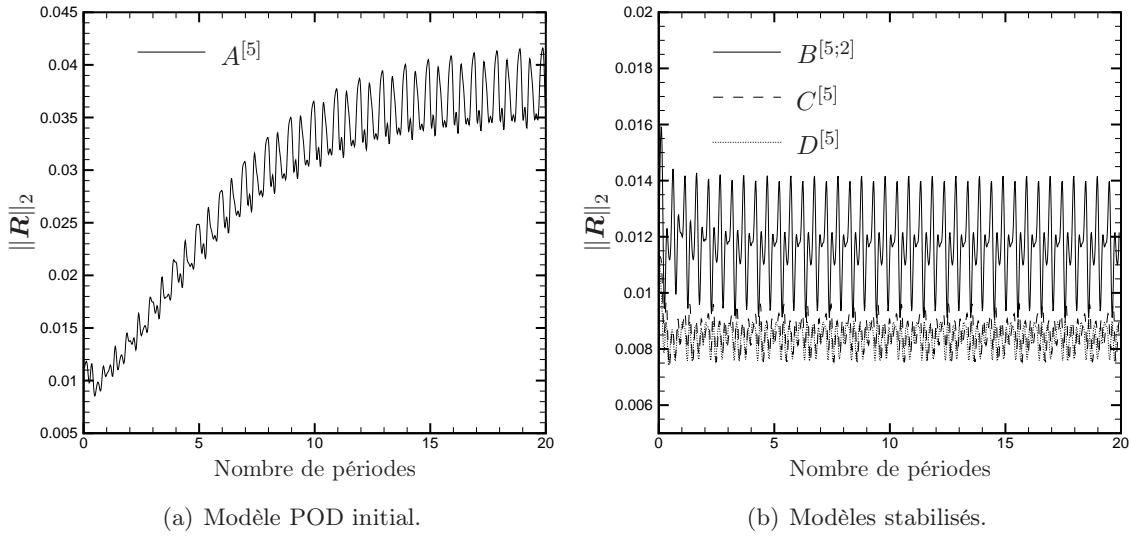 0.045
0.04
0.035
0.03
0.025
0.02
0.015
0.01
0.005
‖R‖₂
A^[5]
0 5 10 15 20
Nombre de périodes
(a) Modèle POD initial.
0.02
0.018
0.016
0.014
0.012
0.01
0.008
0.006
‖R‖₂
B^[5;2]
C^[5]
D^[5]
0 5 10 15 20
Nombre de périodes
(b) Modèles stabilisés.